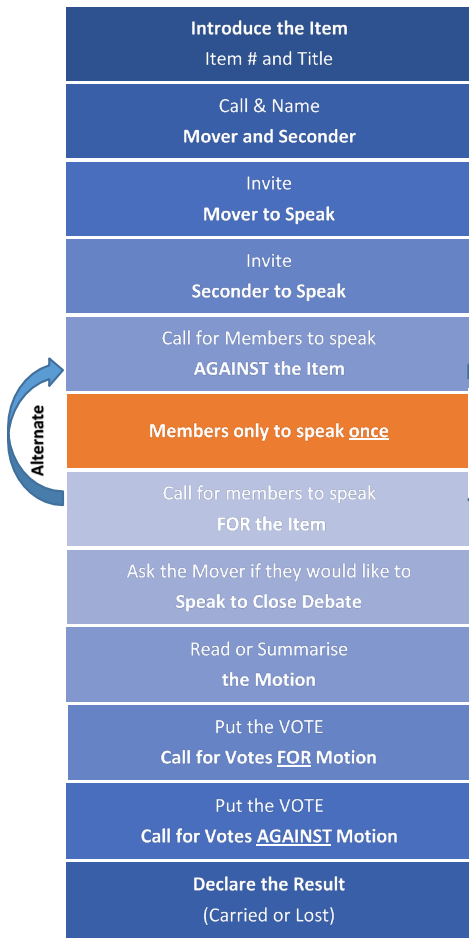 Introduce the Item
Item # and Title
Call & Name
Mover and Seconder
Invite
Mover to Speak
Invite
Seconder to Speak
Call for Members to speak
AGAINST the Item
Alternate
Members only to speak once
Call for members to speak
FOR the Item
Ask the Mover if they would like to
Speak to Close Debate
Read or Summarise
the Motion
Put the VOTE
Call for Votes FOR Motion
Put the VOTE
Call for Votes AGAINST Motion
Declare the Result
(Carried or Lost)